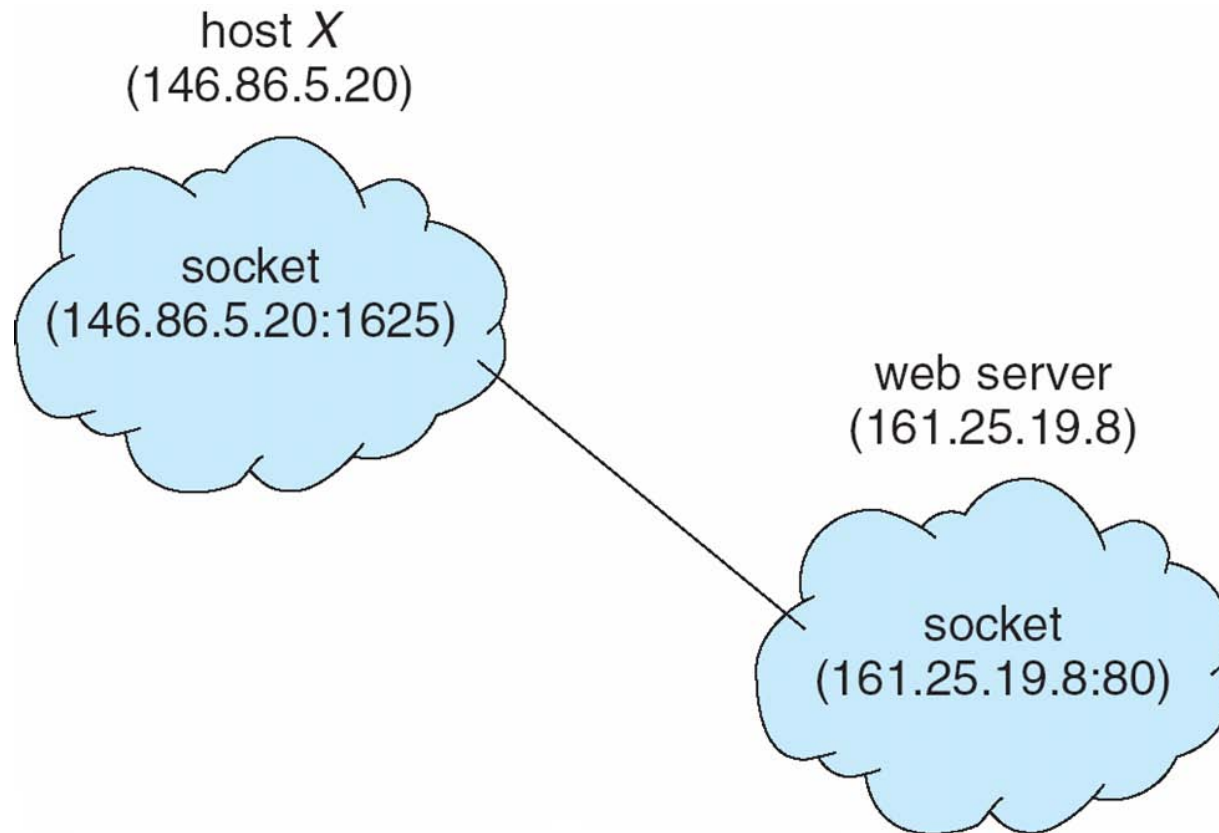 host X
(146.86.5.20)
socket
(146.86.5.20:1625)
web server
(161.25.19.8)
socket
(161.25.19.8:80)